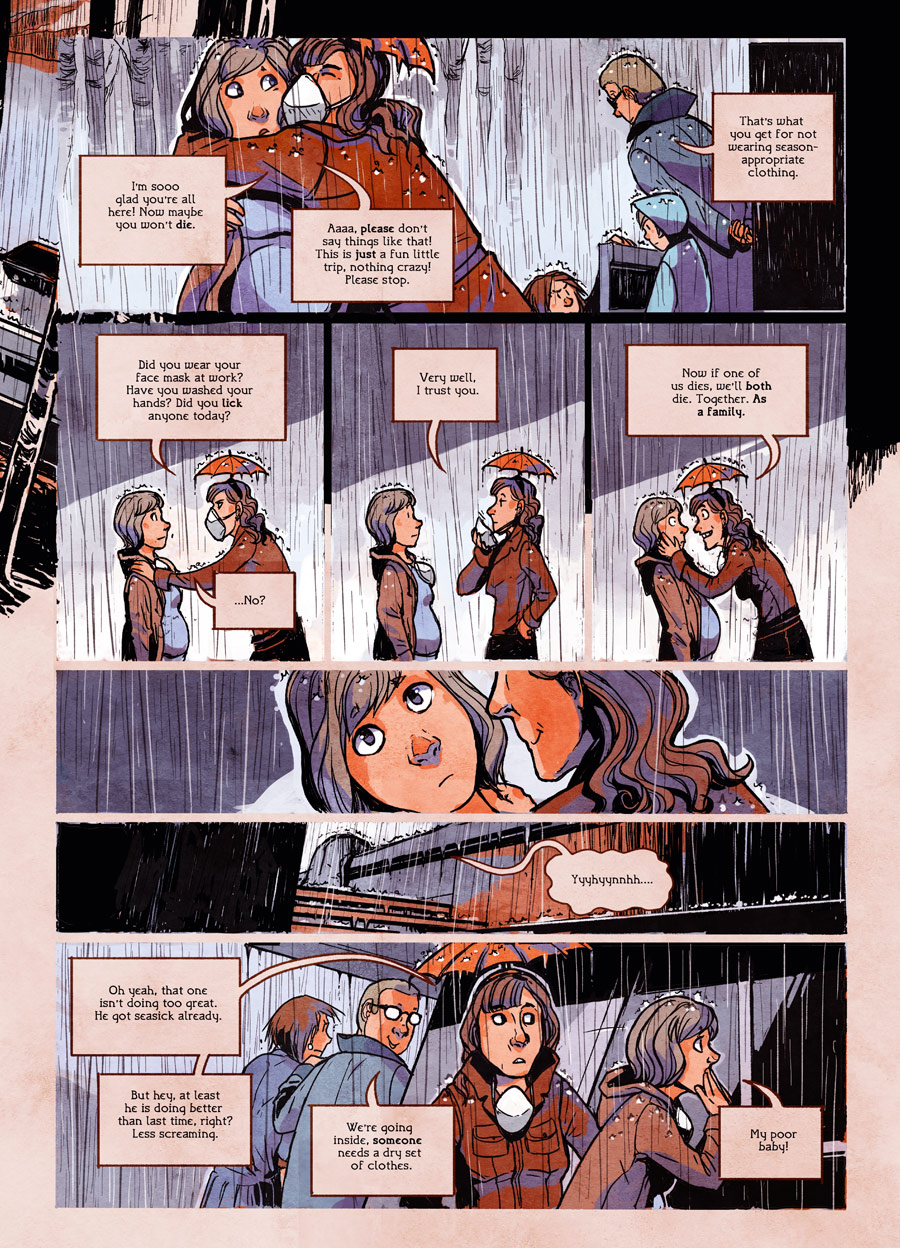 I'm sooo
glad you're all
here! Now maybe
you won't die.
Aaaa, please don't
say things like that!
This is just a fun little
trip, nothing crazy!
Please stop.
That's what
you get for not
wearing season-
appropriate
clothing.
Did you wear your
face mask at work?
Have you washed your
hands? Did you lick
anyone today?
...No?
Very well,
I trust you.
Now if one of
us dies, we'll both
die. Together. As
a family.
Yyyhyynnhh....
Oh yeah, that one
isn't doing too great.
He got seasick already.
But hey, at least
he is doing better
than last time, right?
Less screaming.
We're going
inside, someone
needs a dry set
of clothes.
My poor
baby!